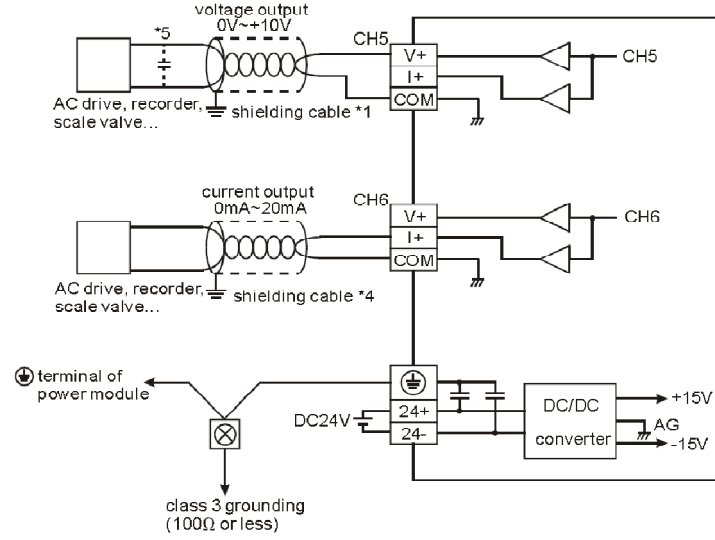 voltage output
0V~+10V
*5
CH5
V+
I+
COM
CH5
AC drive, recorder,
scale valve...
shielding cable *1
current output
0mA~20mA
CH6
V+
I+
COM
CH6
AC drive, recorder,
scale valve...
shielding cable *4
terminal of
power module
DC24V
24+
24-
DC/DC
converter
+15V
AG
-15V
class 3 grounding
(100Ω or less)